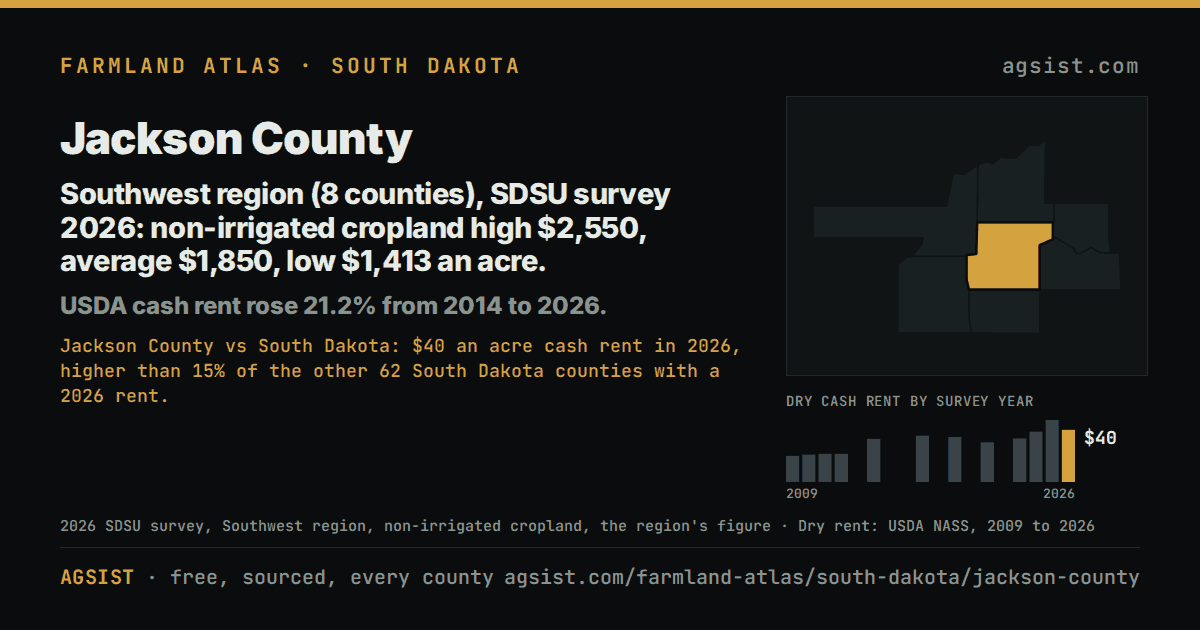 FARMLAND ATLAS · SOUTH DAKOTA
agsist.com
Jackson County
Southwest region (8 counties), SDSU survey
2026: non-irrigated cropland high $2,550,
average $1,850, low $1,413 an acre.
USDA cash rent rose 21.2% from 2014 to 2026.
Jackson County vs South Dakota: $40 an acre cash rent in 2026,
higher than 15% of the other 62 South Dakota counties with a
2026 rent.
DRY CASH RENT BY SURVEY YEAR
$40
2009 2026
2026 SDSU survey, Southwest region, non-irrigated cropland, the region's figure · Dry rent: USDA NASS, 2009 to 2026
AGSIST · free, sourced, every county agsist.com/farmland-atlas/south-dakota/jackson-county